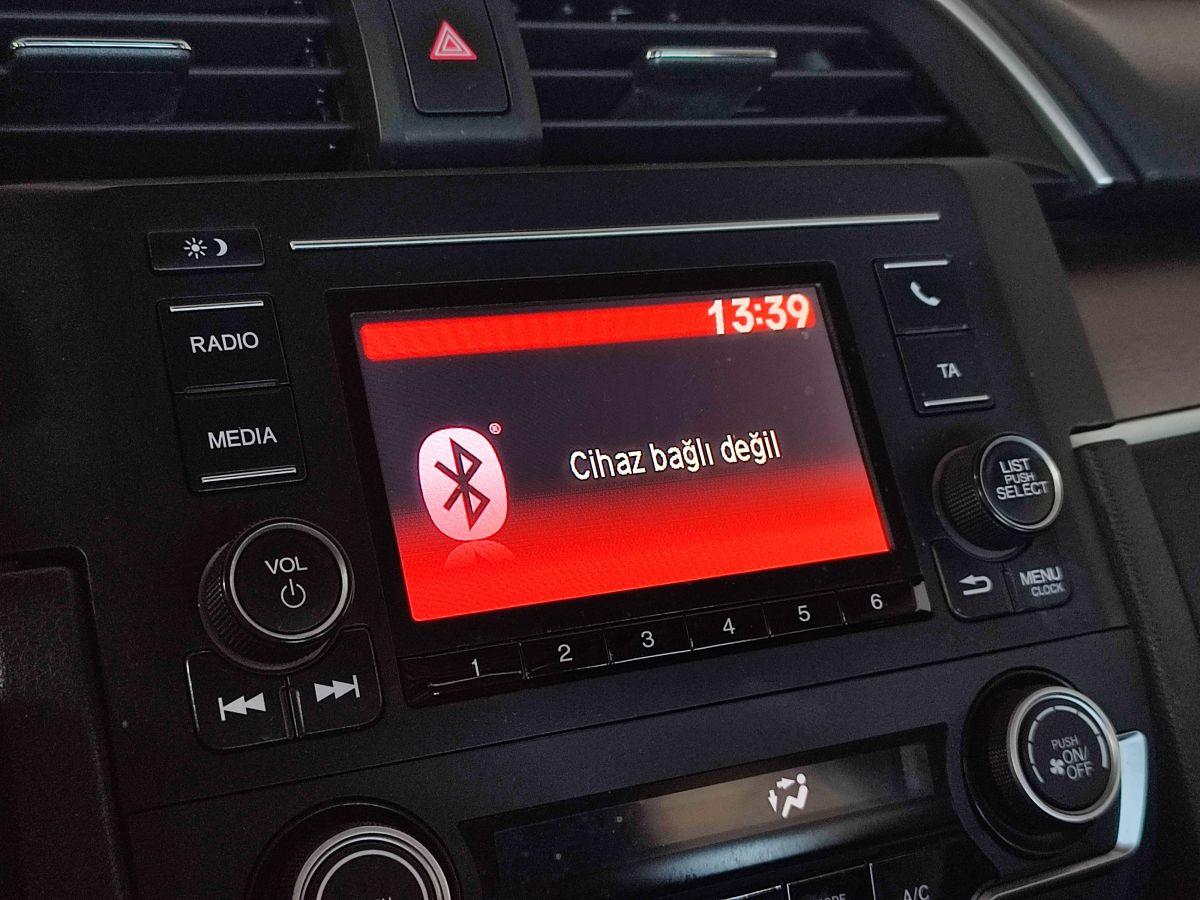 13:39
RADIO
TA
MEDIA
®
Cihaz bağlı değil
LIST
PUSH
SELECT
VOL
MENU
CLOCK
1 2 3 4 5 6
PUSH
ON/
OFF
A/C